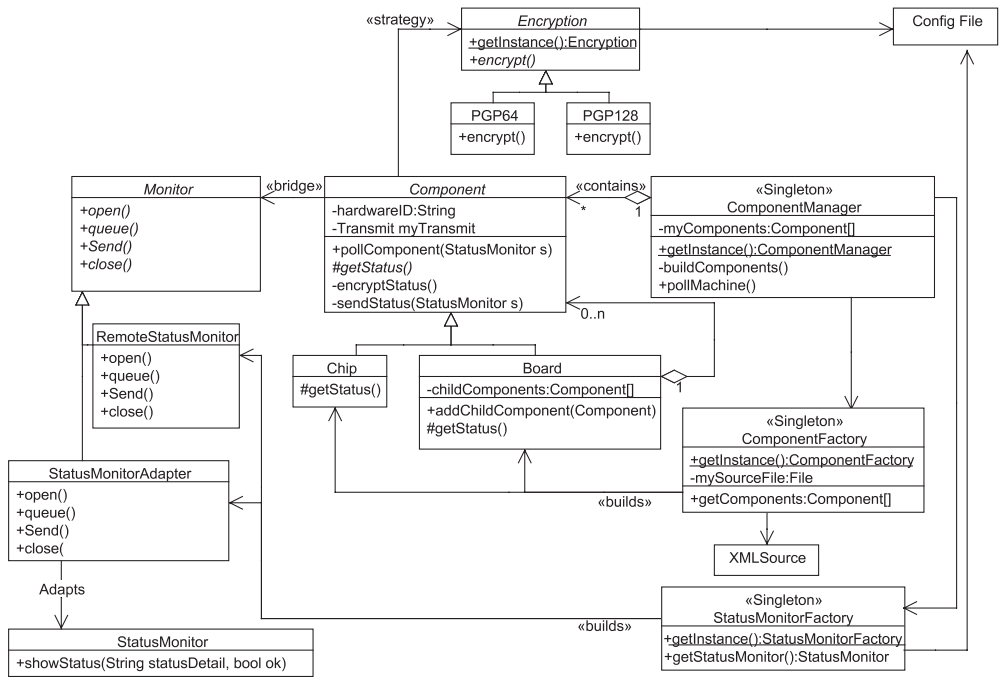 «strategy»
Encryption
+getInstance():Encryption
+encrypt()
Config File
PGP64
+encrypt()
PGP128
+encrypt()
Monitor
+open()
+queue()
+Send()
+close()
«bridge»
Component
-hardwareID:String
-Transmit myTransmit
+pollComponent(StatusMonitor s)
#getStatus()
-encryptStatus()
-sendStatus(StatusMonitor s)
«contains»
*
1
«Singleton»
ComponentManager
-myComponents:Component[]
+getInstance():ComponentManager
-buildComponents()
+pollMachine()
0..n
RemoteStatusMonitor
+open()
+queue()
+Send()
+close()
Chip
#getStatus()
Board
-childComponents:Component[]
+addChildComponent(Component)
#getStatus()
1
«Singleton»
ComponentFactory
+getInstance():ComponentFactory
-mySourceFile:File
+getComponents:Component[]
«builds»
StatusMonitorAdapter
+open()
+queue()
+Send()
+close(
XMLSource
Adapts
«Singleton»
StatusMonitorFactory
+getInstance():StatusMonitorFactory
+getStatusMonitor():StatusMonitor
«builds»
StatusMonitor
+showStatus(String statusDetail, bool ok)